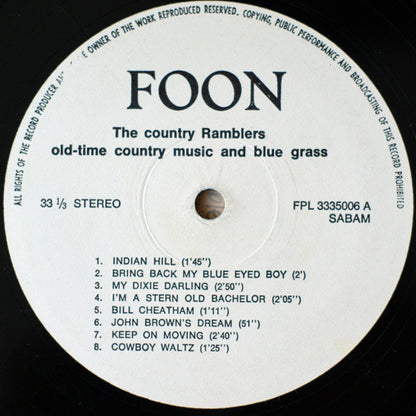 ALL RIGHTS OF THE RECORD PRODUCER AND OWNER OF THE WORK REPRODUCED RESERVED. COPYING, PUBLIC PERFORMANCE AND BROADCASTING OF THIS RECORD PROHIBITED
FOON
The country Ramblers
old-time country music and blue grass
33 1/3 STEREO
FPL 3335006 A
SABAM
1. INDIAN HILL (1'45")
2. BRING BACK MY BLUE EYED BOY (2')
3. MY DIXIE DARLING (2'50")
4. I'M A STERN OLD BACHELOR (2'05")
5. BILL CHEATHAM (1'11")
6. JOHN BROWN'S DREAM (51")
7. KEEP ON MOVING (2'40")
8. COWBOY WALTZ (1'25")